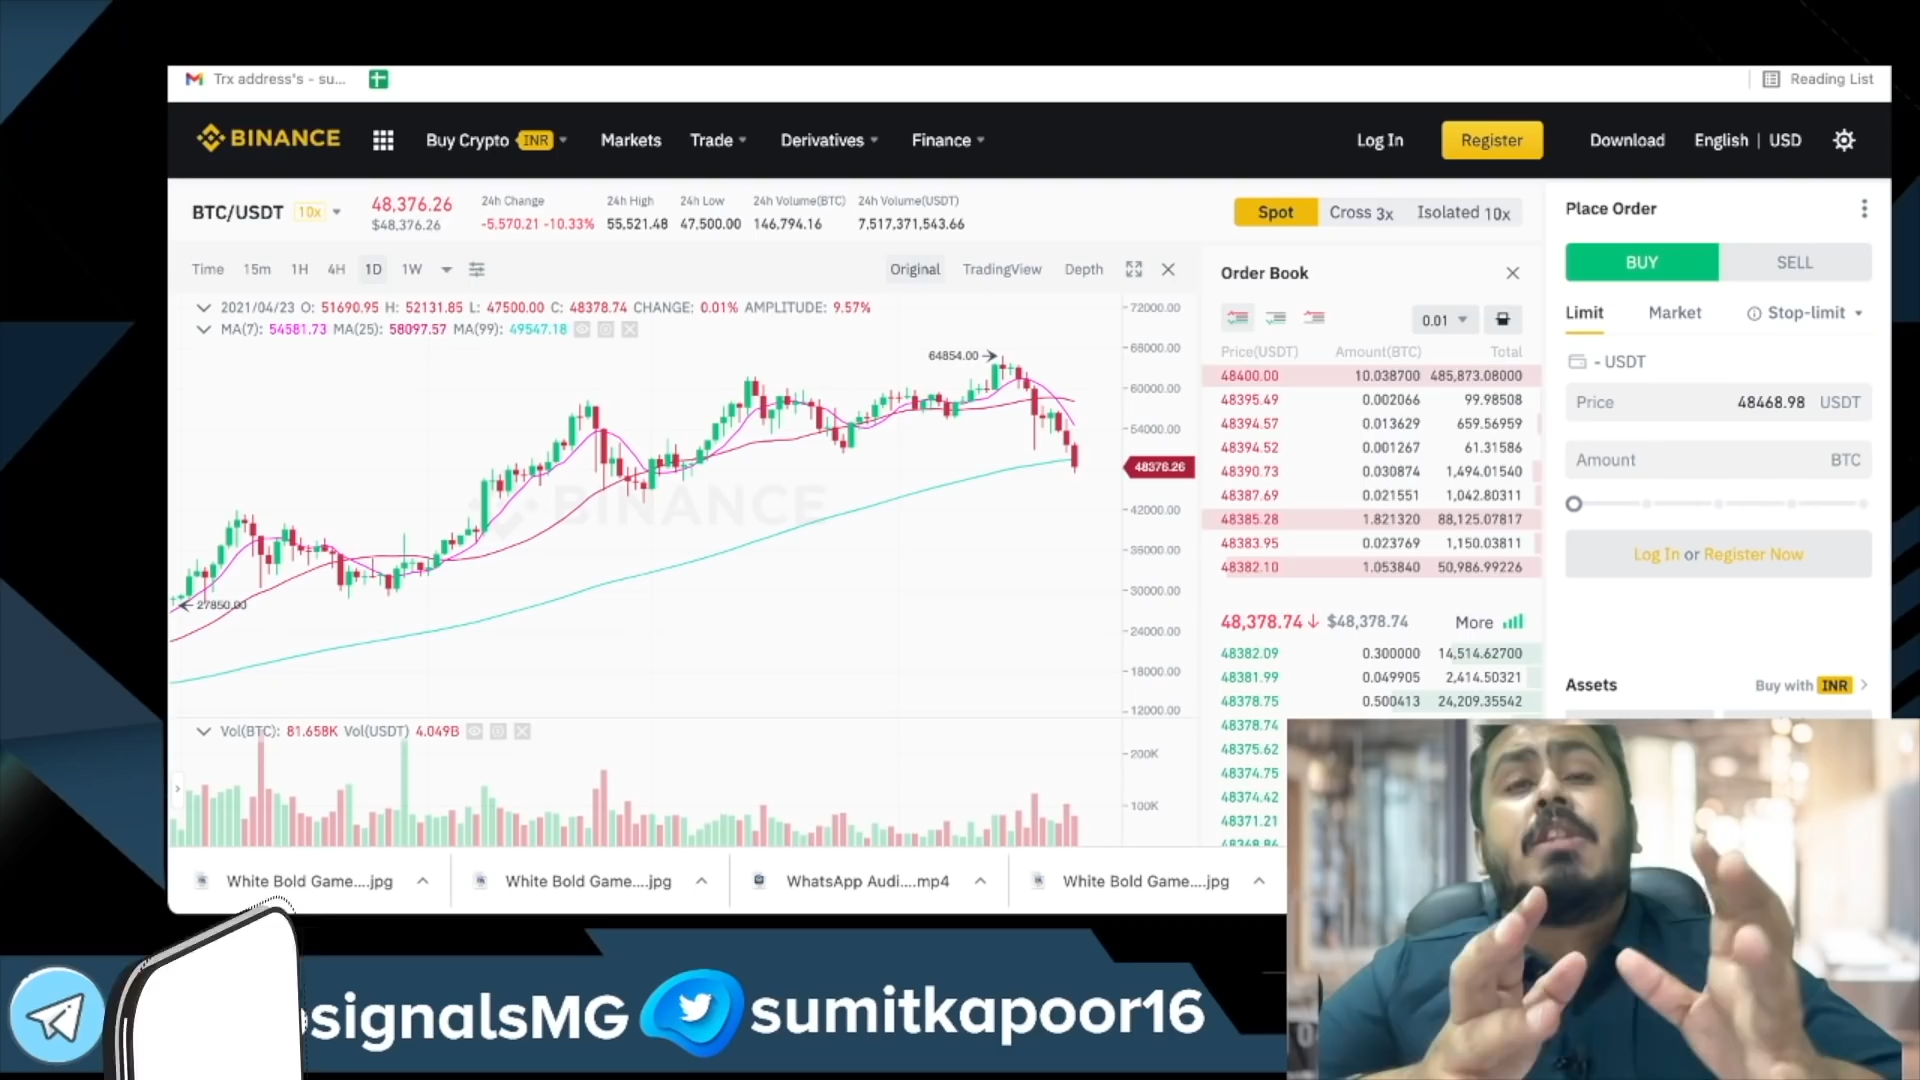 Trx address's - su...
Reading List
BINANCE
Buy Crypto INR
Markets
Trade
Derivatives
Finance
Log In
Register
Download
English | USD
BTC/USDT 10x
48,376.26
$48,376.26
24h Change
-5,570.21 -10.33%
24h High
55,521.48
24h Low
47,500.00
24h Volume(BTC)
146,794.16
24h Volume(USDT)
7,517,371,543.66
Spot
Cross 3x
Isolated 10x
Time 15m 1H 4H 1D 1W
Original TradingView Depth
2021/04/23 O: 51690.95 H: 52131.85 L: 47500.00 C: 48378.74 CHANGE: 0.01% AMPLITUDE: 9.57%
MA(7): 54581.73 MA(25): 58097.57 MA(99): 49547.18
64854.00
27850.00
BINANCE
72000.00
68000.00
60000.00
54000.00
48376.26
42000.00
36000.00
30000.00
24000.00
18000.00
12000.00
Vol(BTC): 81.658K Vol(USDT) 4.049B
200K
100K
Order Book
0.01
Price(USDT) Amount(BTC) Total
48400.00 10.038700 485,873.08000
48395.49 0.002066 99.98508
48394.57 0.013629 659.56959
48394.52 0.001267 61.31586
48390.73 0.030874 1,494.01540
48387.69 0.021551 1,042.80311
48385.28 1.821320 88,125.07817
48383.95 0.023769 1,150.03811
48382.10 1.053840 50,986.99226
48,378.74 $48,378.74 More
48382.09 0.300000 14,514.62700
48381.99 0.049905 2,414.50321
48378.75 0.500413 24,209.35542
48378.74
48375.62
48374.75
48374.42
48371.21
Place Order
BUY
SELL
Limit
Market
Stop-limit
- USDT
Price 48468.98 USDT
Amount BTC
Log In or Register Now
Assets
Buy with INR
White Bold Game....jpg
White Bold Game....jpg
WhatsApp Audi....mp4
White Bold Game....jpg
signalsMG
sumitkapoor16